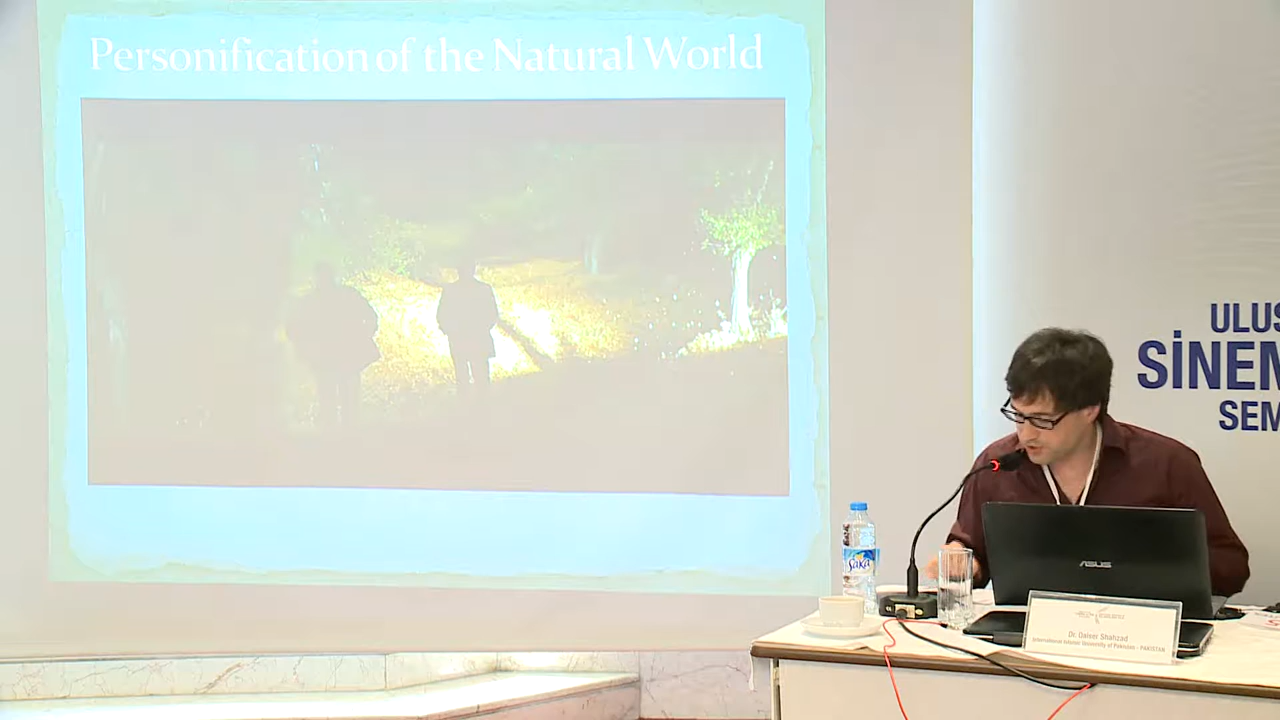 Personification of the Natural World
ULUS
SİNEM
SEM
Saka
ASUS
Dr. Qaiser Shahzad
International Islamic University of Pakistan - PAKISTAN